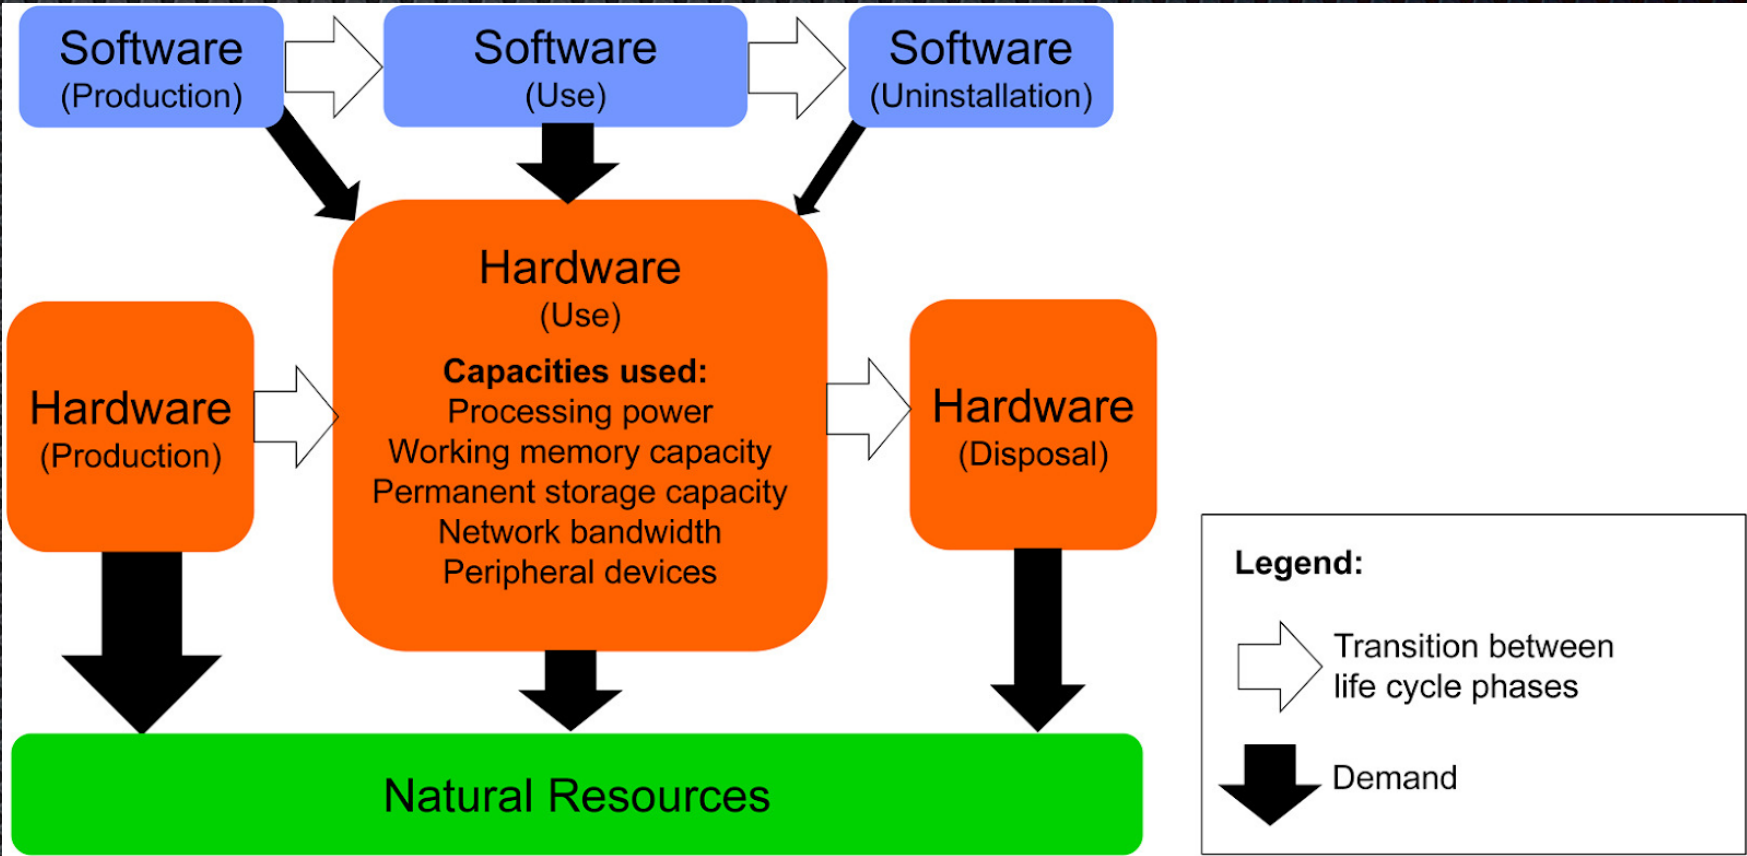 Software
(Production)
Software
(Use)
Software
(Uninstallation)
Hardware
(Use)
Capacities used:
Processing power
Working memory capacity
Permanent storage capacity
Network bandwidth
Peripheral devices
Hardware
(Production)
Hardware
(Disposal)
Natural Resources
Legend:
Transition between
life cycle phases
Demand